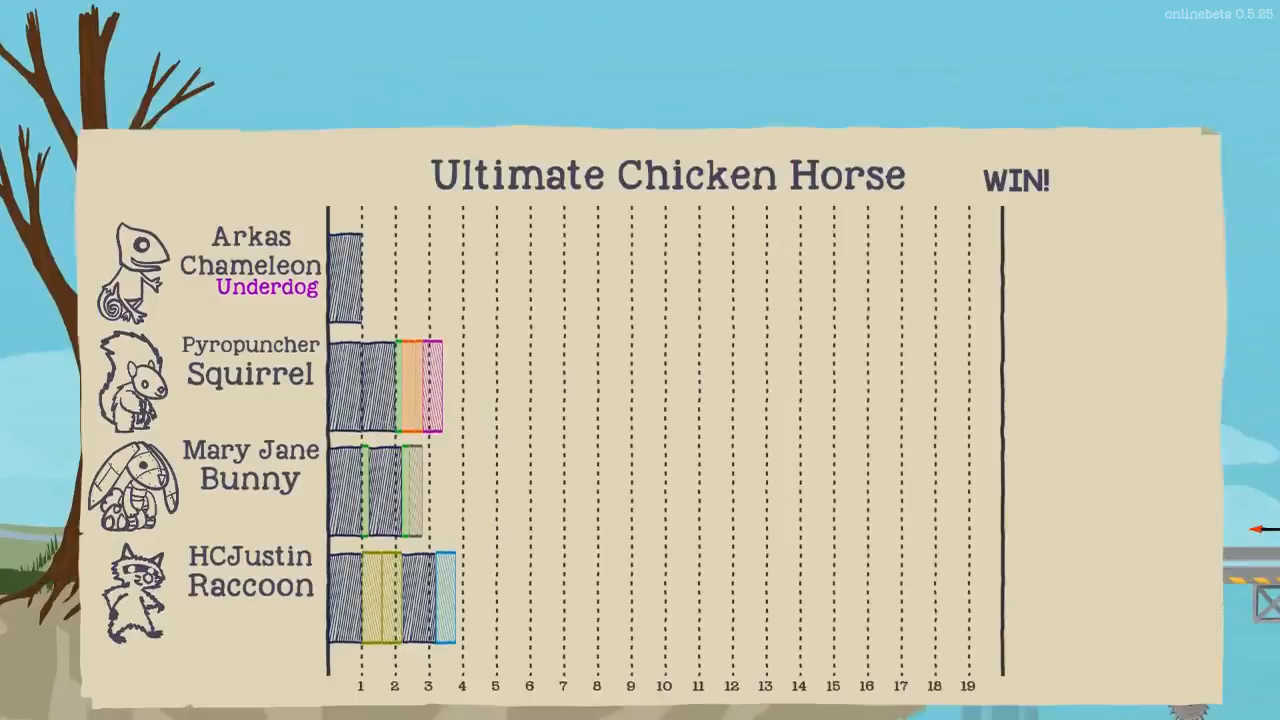 onlinebeta 0.5.25
Ultimate Chicken Horse
WIN!
Arkas
Chameleon
Underdog
Pyropuncher
Squirrel
Mary Jane
Bunny
HCJustin
Raccoon
1 2 3 4 5 6 7 8 9 10 11 12 13 14 15 16 17 18 19